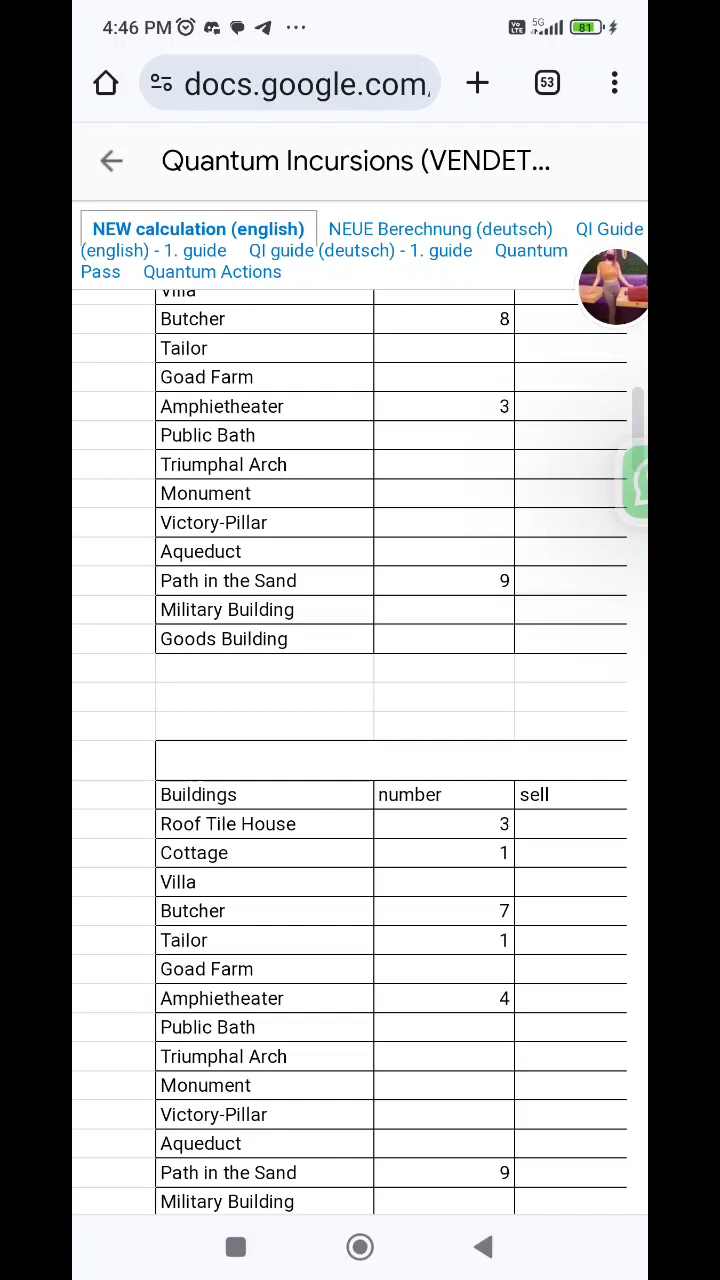 4:46 PM
Vo LTE 5G 81
docs.google.com,
53
Quantum Incursions (VENDET...
NEW calculation (english) NEUE Berechnung (deutsch) QI Guide
(english) - 1. guide QI guide (deutsch) - 1. guide Quantum
Pass Quantum Actions
Villa
Butcher 8
Tailor
Goad Farm
Amphietheater 3
Public Bath
Triumphal Arch
Monument
Victory-Pillar
Aqueduct
Path in the Sand 9
Military Building
Goods Building
Buildings number sell
Roof Tile House 3
Cottage 1
Villa
Butcher 7
Tailor 1
Goad Farm
Amphietheater 4
Public Bath
Triumphal Arch
Monument
Victory-Pillar
Aqueduct
Path in the Sand 9
Military Building